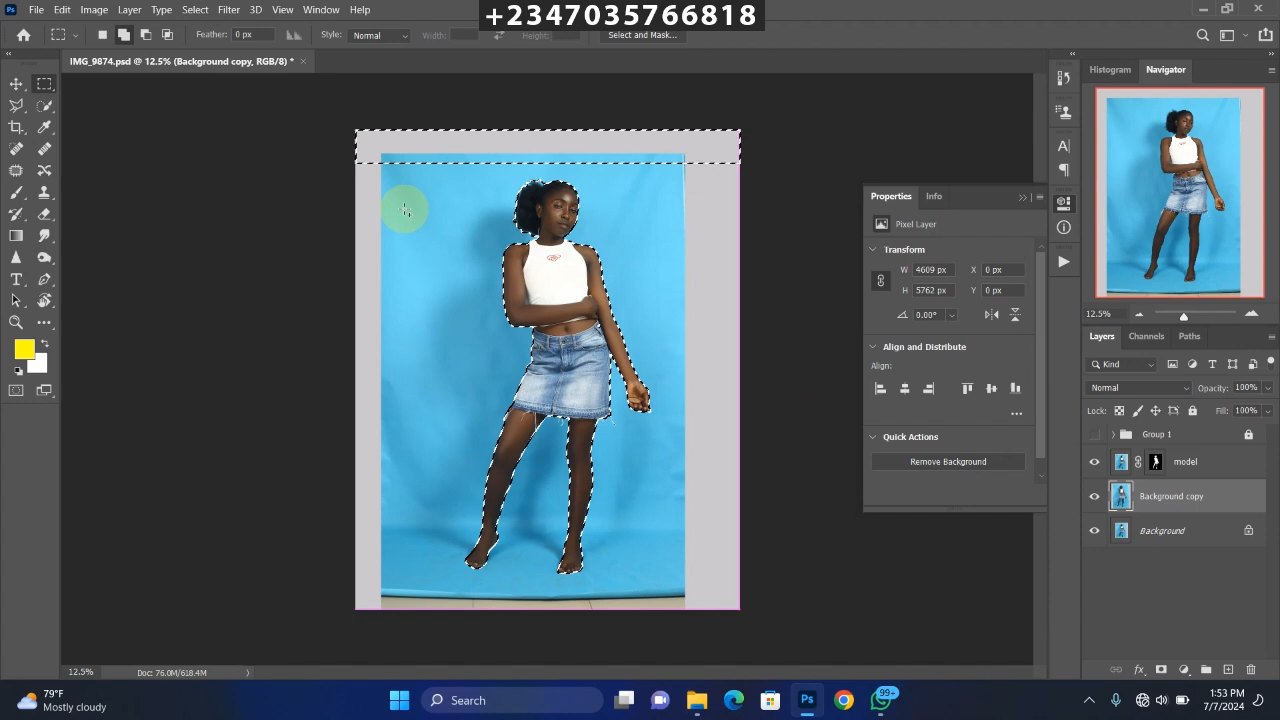 +2347035766818
Ps File Edit Image Layer Type Select Filter 3D View Window Help
Feather: 0 px Style: Normal Width: Height: Select and Mask...
IMG_9874.psd @ 12.5% (Background copy, RGB/8) *
Histogram Navigator
Properties Info
Pixel Layer
Transform
W 4609 px X 0 px
H 5762 px Y 0 px
0.00°
Align and Distribute
Align:
Quick Actions
Remove Background
12.5%
Layers Channels Paths
Kind
Normal Opacity: 100%
Lock: Fill: 100%
Group 1
model
Background copy
Background
12.5% Doc: 76.0M/618.4M
79°F
Mostly cloudy
Search
Ps
99+
1:53 PM
7/7/2024